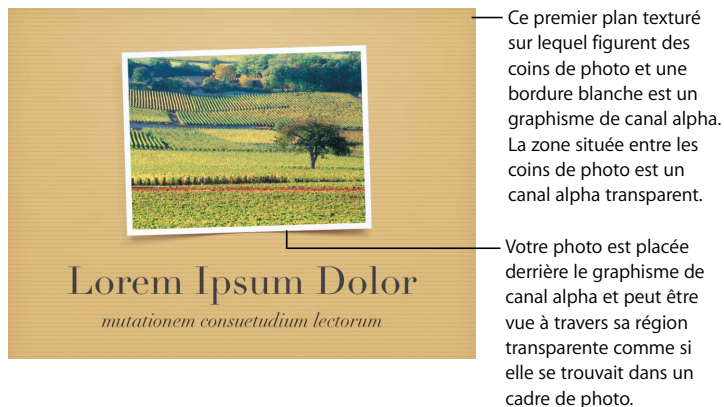 Ce premier plan texturé
sur lequel figurent des
coins de photo et une
bordure blanche est un
graphisme de canal alpha.
La zone située entre les
coins de photo est un
canal alpha transparent.
Votre photo est placée
derrière le graphisme de
canal alpha et peut être
vue à travers sa région
transparente comme si
elle se trouvait dans un
cadre de photo.
Lorem Ipsum Dolor
mutationem consuetudium lectorum